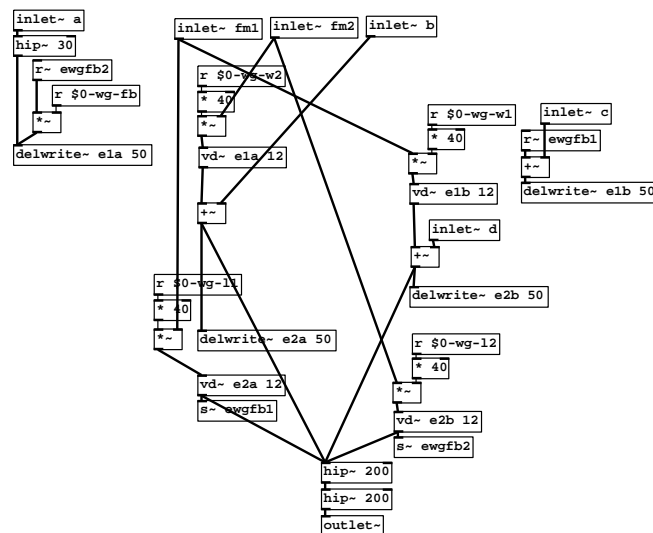 inlet~ a
hip~ 30
r~ ewgfb2
r $0-wg-fb
*~
delwrite~ e1a 50
inlet~ fm1
inlet~ fm2
inlet~ b
r $0-wg-w2
* 40
*~
vd~ e1a 12
+~
r $0-wg-w1
* 40
*~
vd~ e1b 12
inlet~ c
r~ ewgfb1
+~
delwrite~ e1b 50
inlet~ d
+~
delwrite~ e2b 50
r $0-wg-l1
* 40
*~
delwrite~ e2a 50
vd~ e2a 12
s~ ewgfb1
r $0-wg-l2
* 40
*~
vd~ e2b 12
s~ ewgfb2
hip~ 200
hip~ 200
outlet~